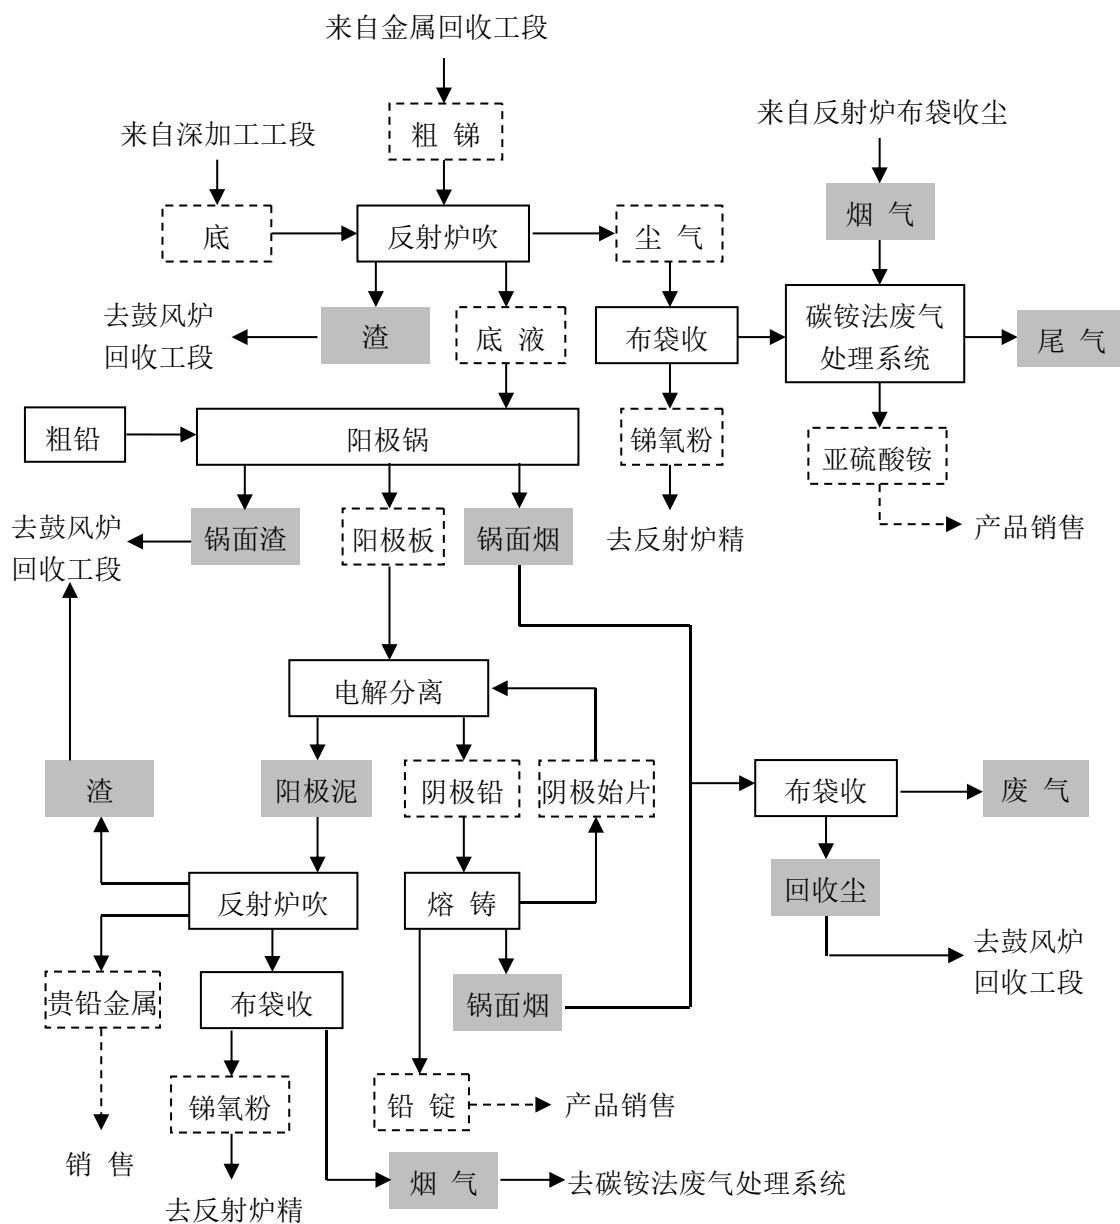 来自金属回收工段
粗 锑
来自反射炉布袋收尘
来自深加工工段
烟 气
底
反射炉吹
尘 气
去鼓风炉
回收工段
渣
底 液
布袋收
碳铵法废气
处理系统
尾 气
粗铅
阳极锅
锑氧粉
亚硫酸铵
去鼓风炉
回收工段
锅面渣
阳极板
锅面烟
去反射炉精
产品销售
电解分离
渣
阳极泥
阴极铅
阴极始片
布袋收
废 气
反射炉吹
熔 铸
回收尘
去鼓风炉
回收工段
贵铅金属
布袋收
锅面烟
锑氧粉
铅 锭
产品销售
销 售
烟 气
去碳铵法废气处理系统
去反射炉精